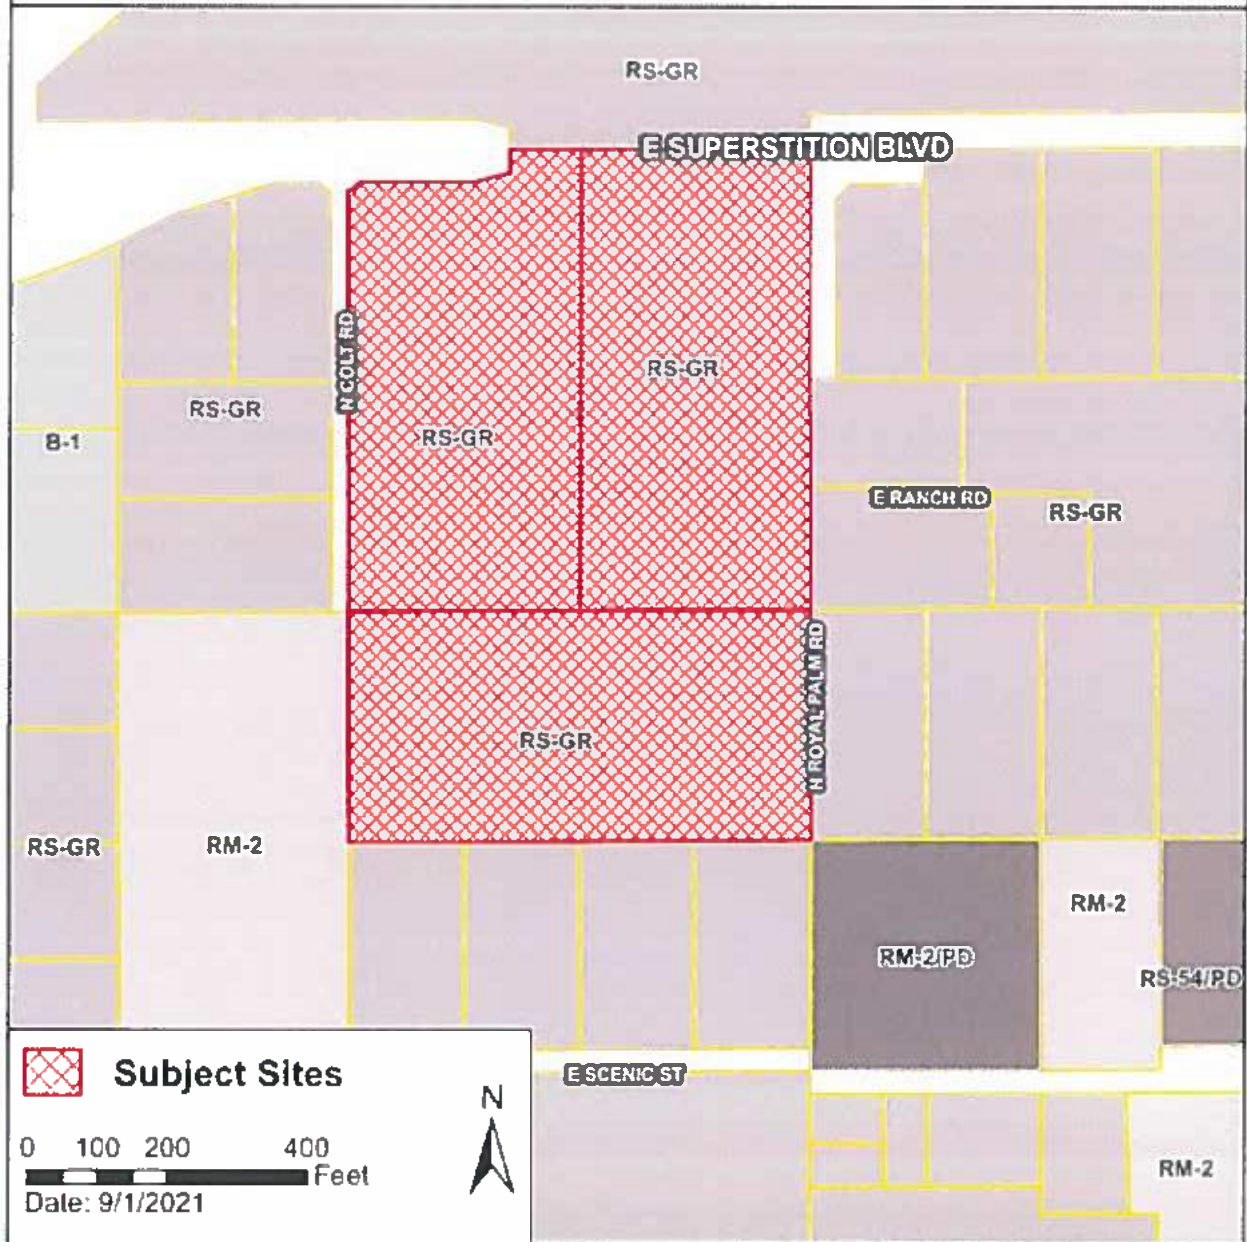 RS-GR
E SUPERSTITION BLVD
N COLT RD
RS-GR
RS-GR
B-1
RS-GR
E RANCH RD
RS-GR
N ROYAL PALM RD
RS-GR
RS-GR
RM-2
RM-2
RM-2/PD
RS-54/PD
Subject Sites
E SCENIC ST
N
0 100 200 400
Feet
Date: 9/1/2021
RM-2